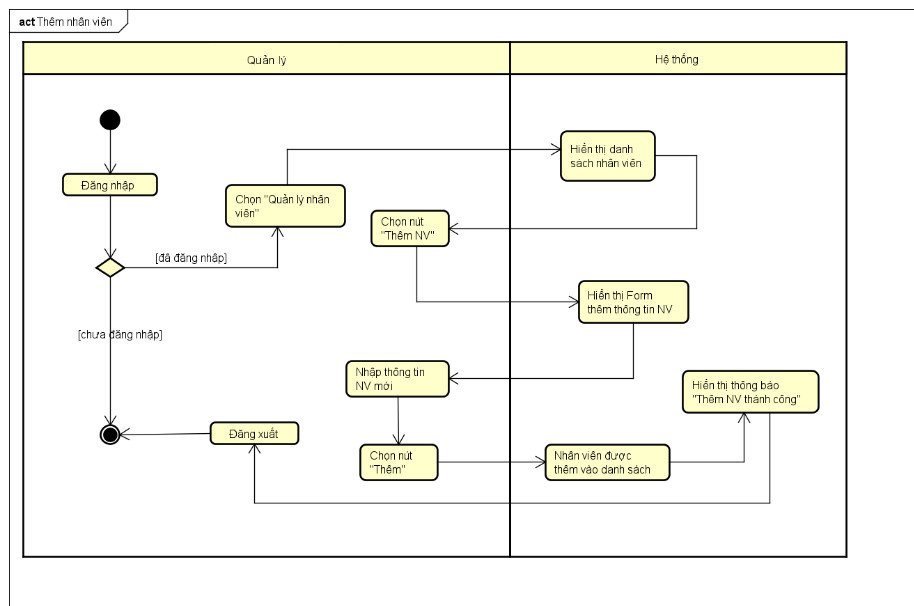 act Thêm nhân viên
Quản lý
Hệ thống
Hiển thị danh
sách nhân viên
Đăng nhập
Chọn "Quản lý nhân
viên"
Chọn nút
"Thêm NV"
[đã đăng nhập]
Hiển thị Form
thêm thông tin NV
[chưa đăng nhập]
Nhập thông tin
NV mới
Hiển thị thông báo
"Thêm NV thành công"
Đăng xuất
Chọn nút
"Thêm"
Nhân viên được
thêm vào danh sách